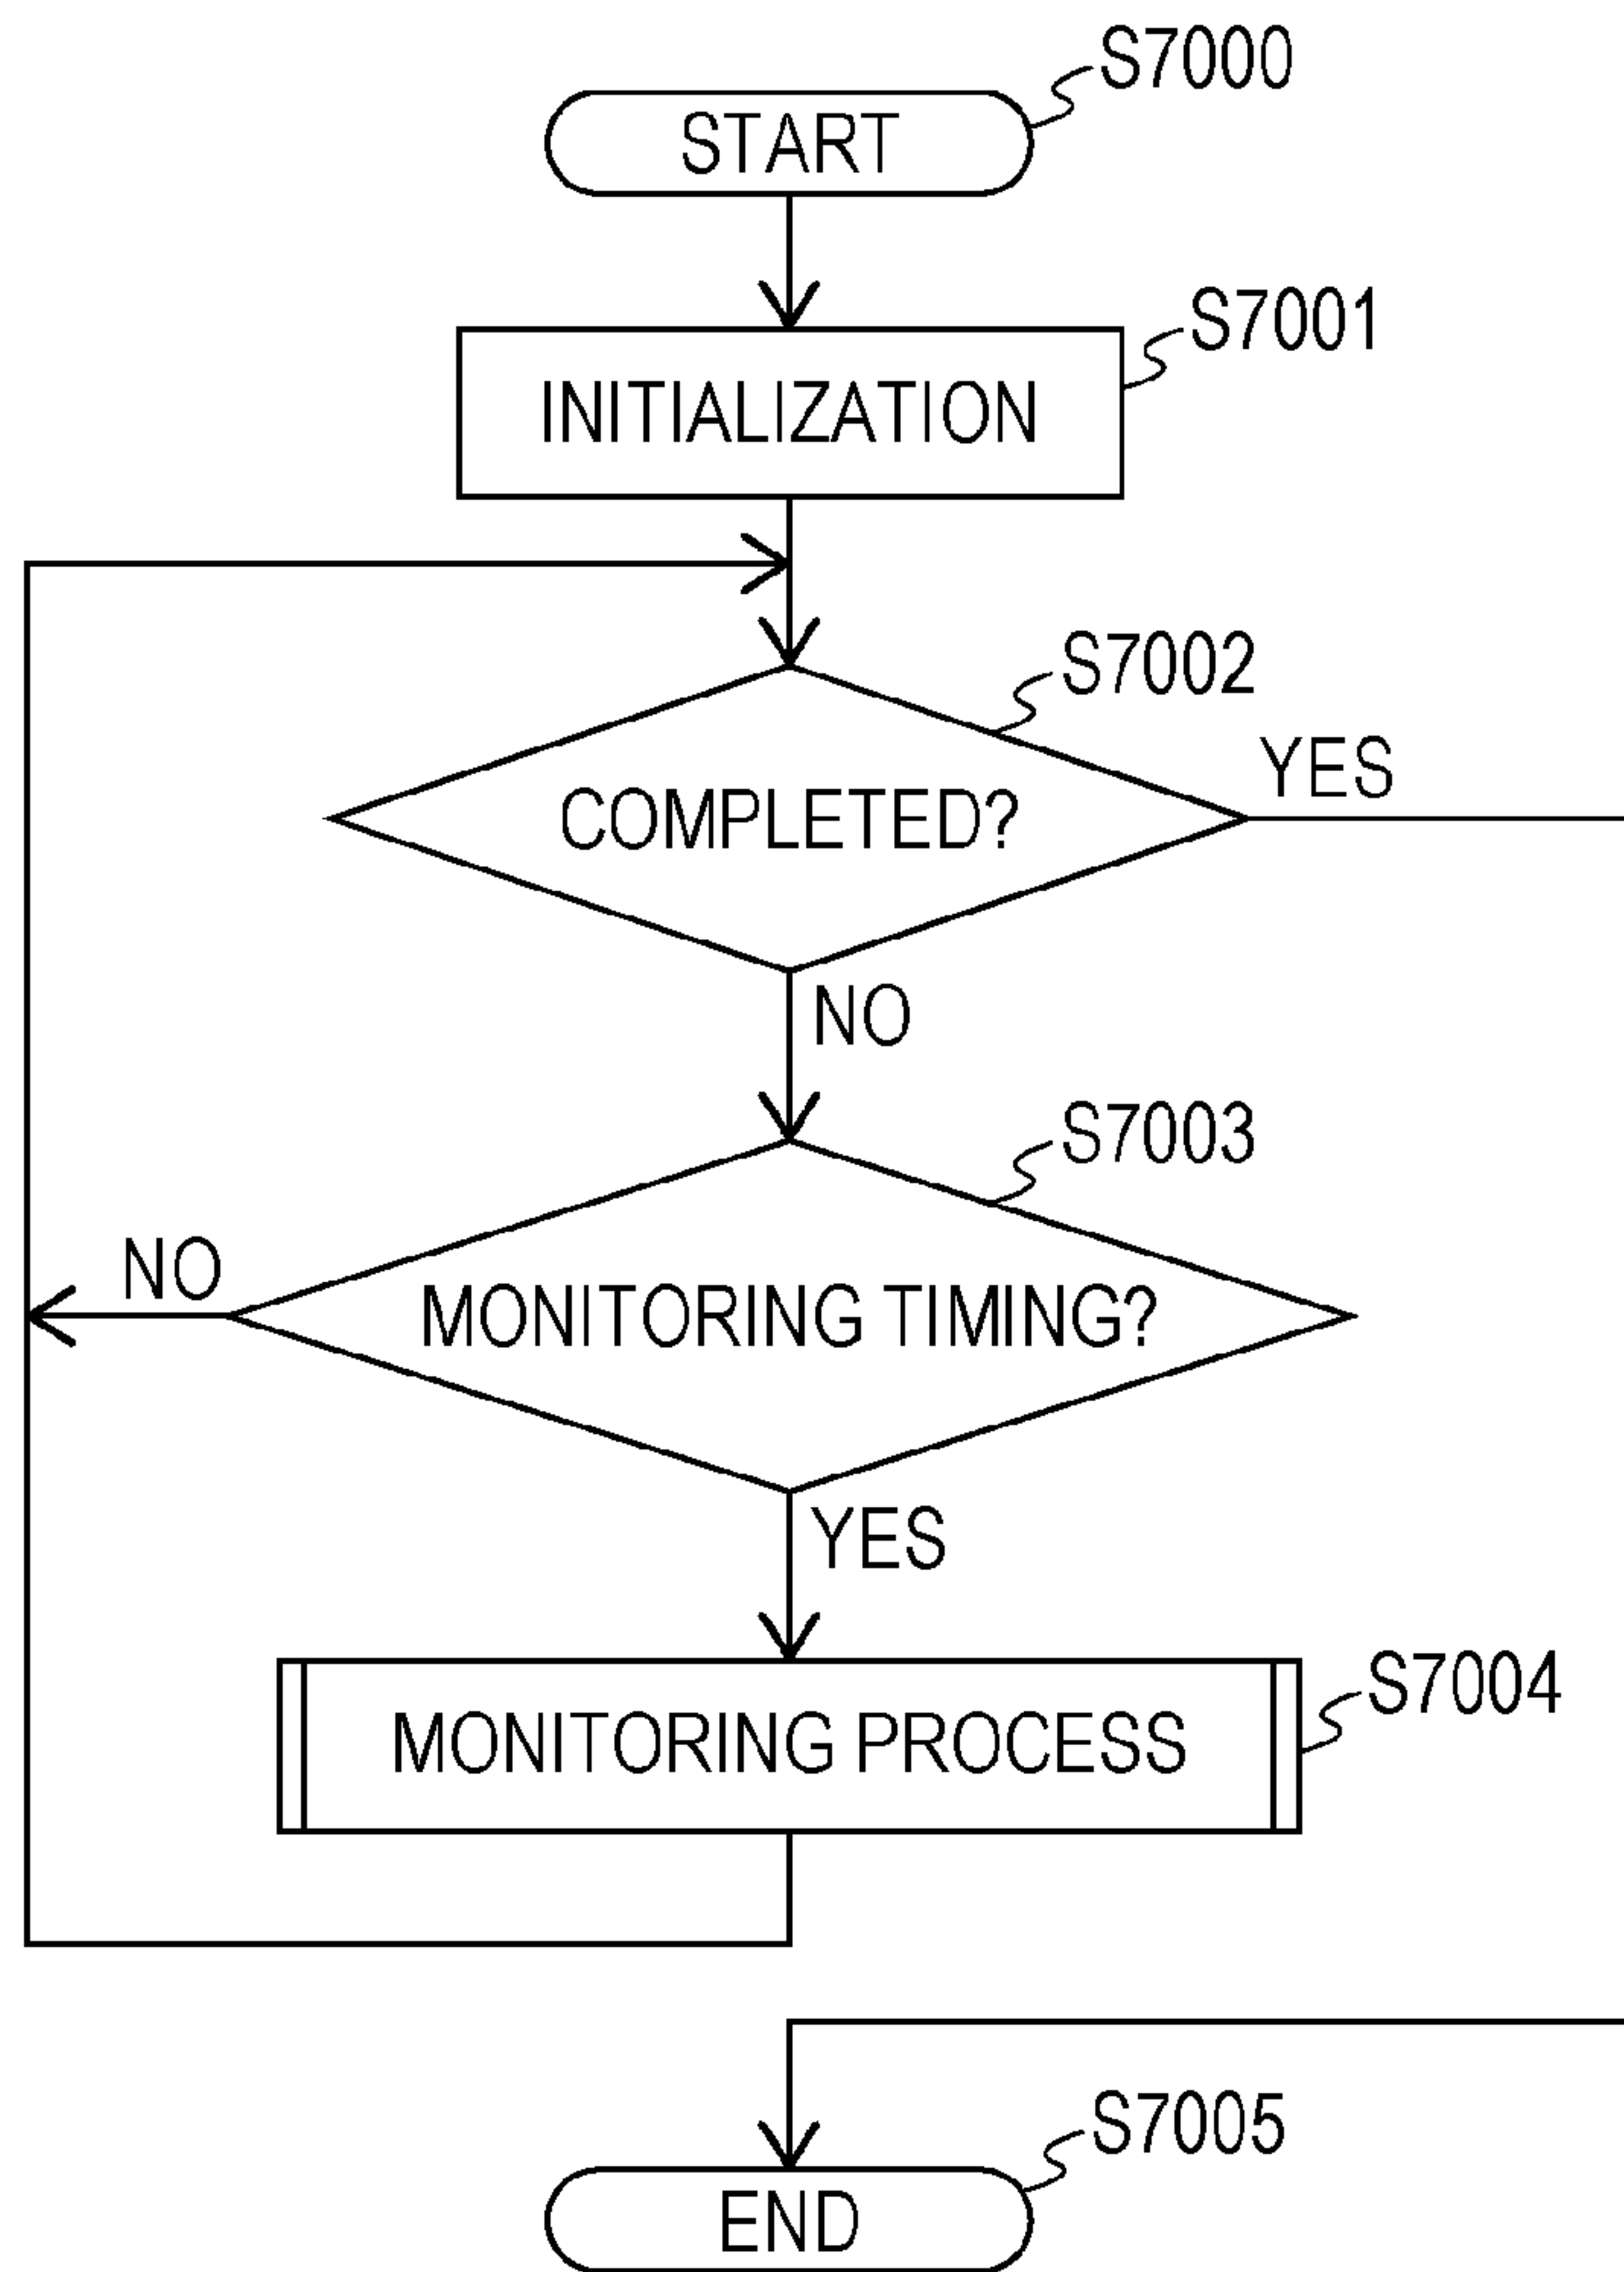 S7000
START
S7001
INITIALIZATION
S7002
YES
COMPLETED?
NO
S7003
NO
MONITORING TIMING?
YES
S7004
MONITORING PROCESS
S7005
END